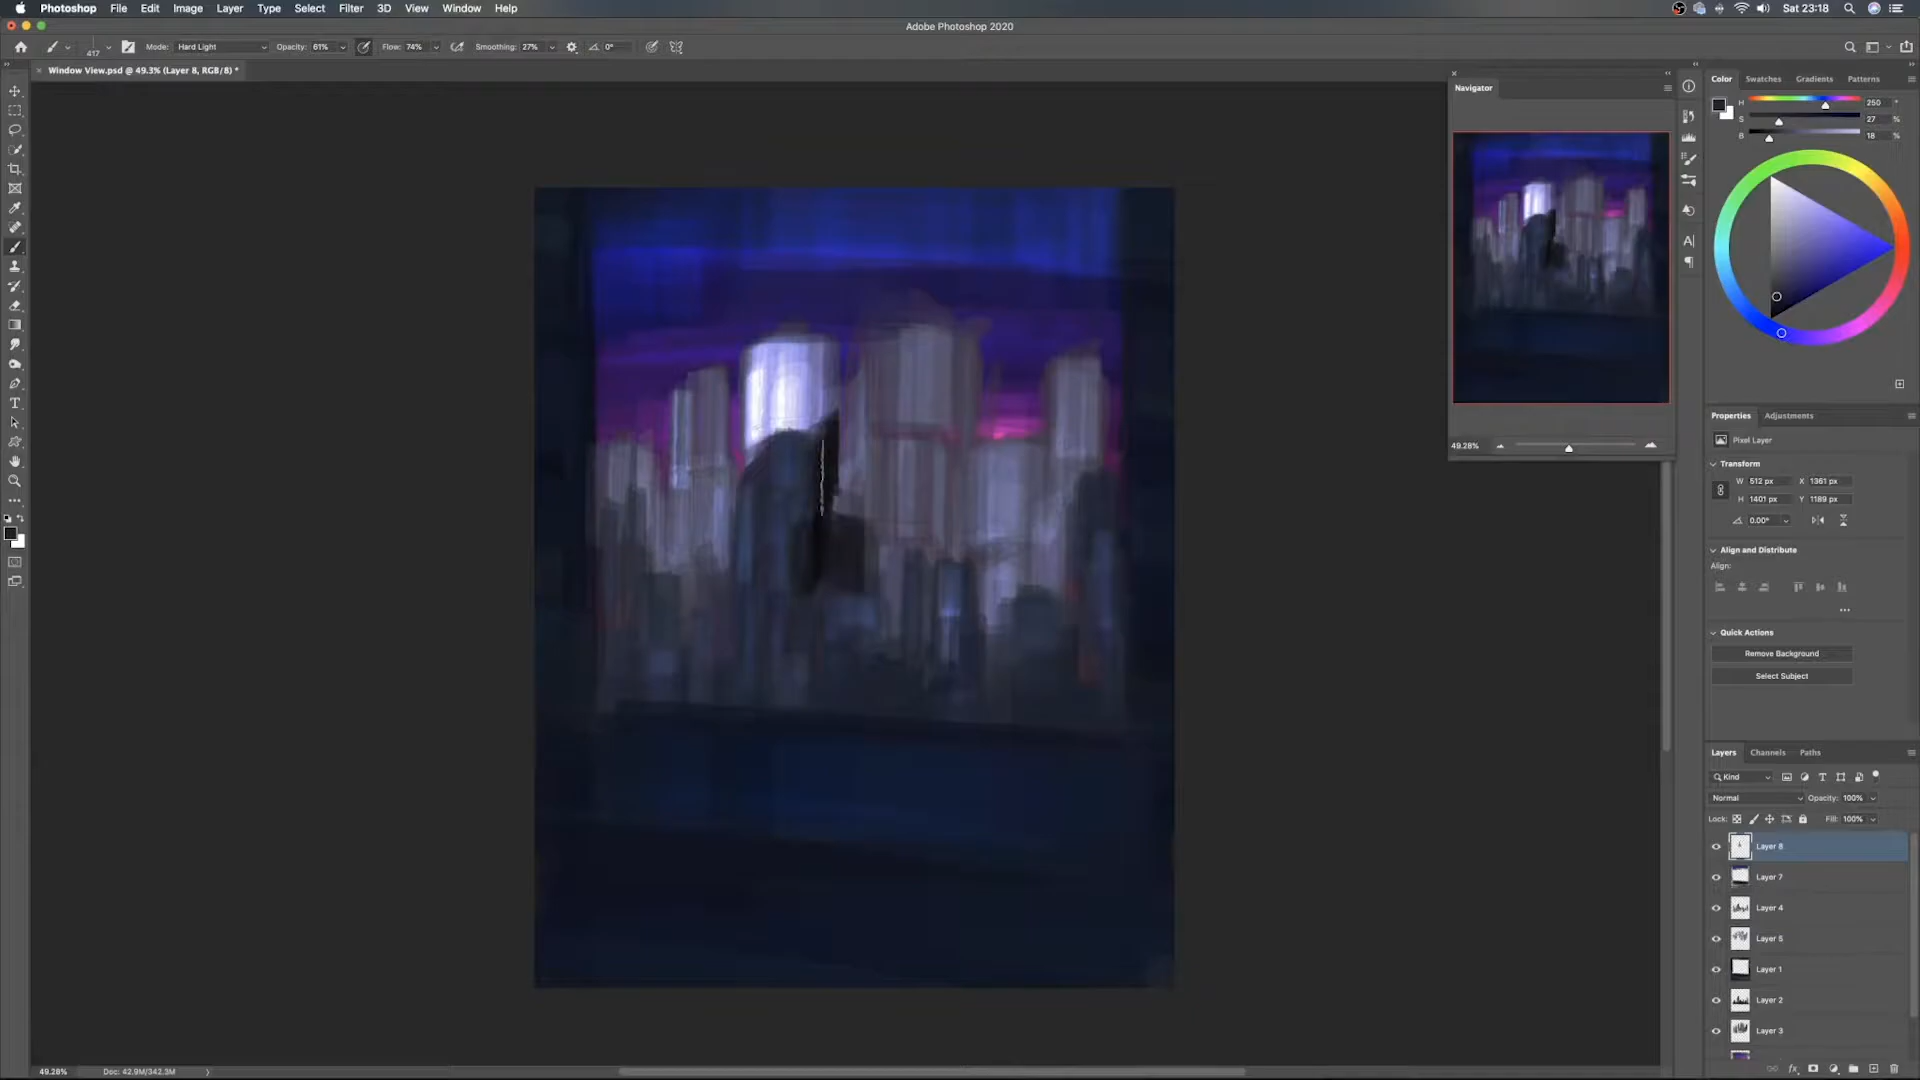 Photoshop File Edit Image Layer Type Select Filter 3D View Window Help Sat 23:18
Adobe Photoshop 2020
417 Mode: Hard Light Opacity: 61% Flow: 74% Smoothing: 27% 0°
Window View.psd @ 49.3% (Layer 8, RGB/8) *
Navigator
49.28%
Color Swatches Gradients Patterns
H 250 °
S 27 %
B 18 %
Properties Adjustments
Pixel Layer
Transform
W 512 px X 1361 px
H 1401 px Y 1189 px
0.00°
Align and Distribute
Align:
Quick Actions
Remove Background
Select Subject
Layers Channels Paths
Kind
Normal Opacity: 100%
Lock: Fill: 100%
Layer 8
Layer 7
Layer 4
Layer 5
Layer 1
Layer 2
Layer 3
49.28% Doc: 42.9M/342.3M